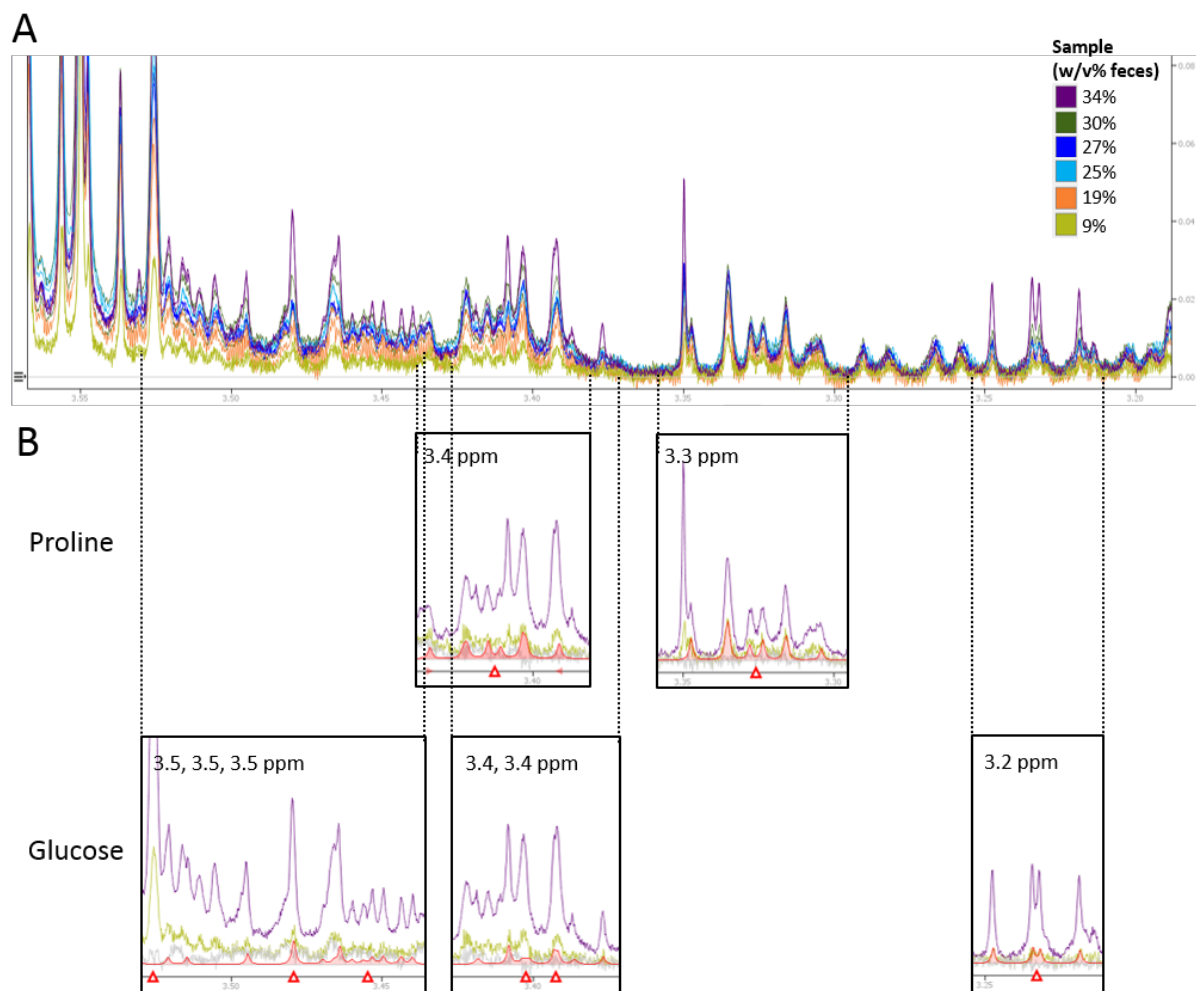 A
Sample
(w/v% feces)
34%
30%
27%
25%
19%
9%
0.08
0.06
0.04
0.02
0.00
3.55
3.50
3.45
3.40
3.35
3.30
3.25
3.20
B
Proline
3.4 ppm
3.40
3.3 ppm
3.35
3.30
Glucose
3.5, 3.5, 3.5 ppm
3.50
3.45
3.4, 3.4 ppm
3.40
3.2 ppm
3.25